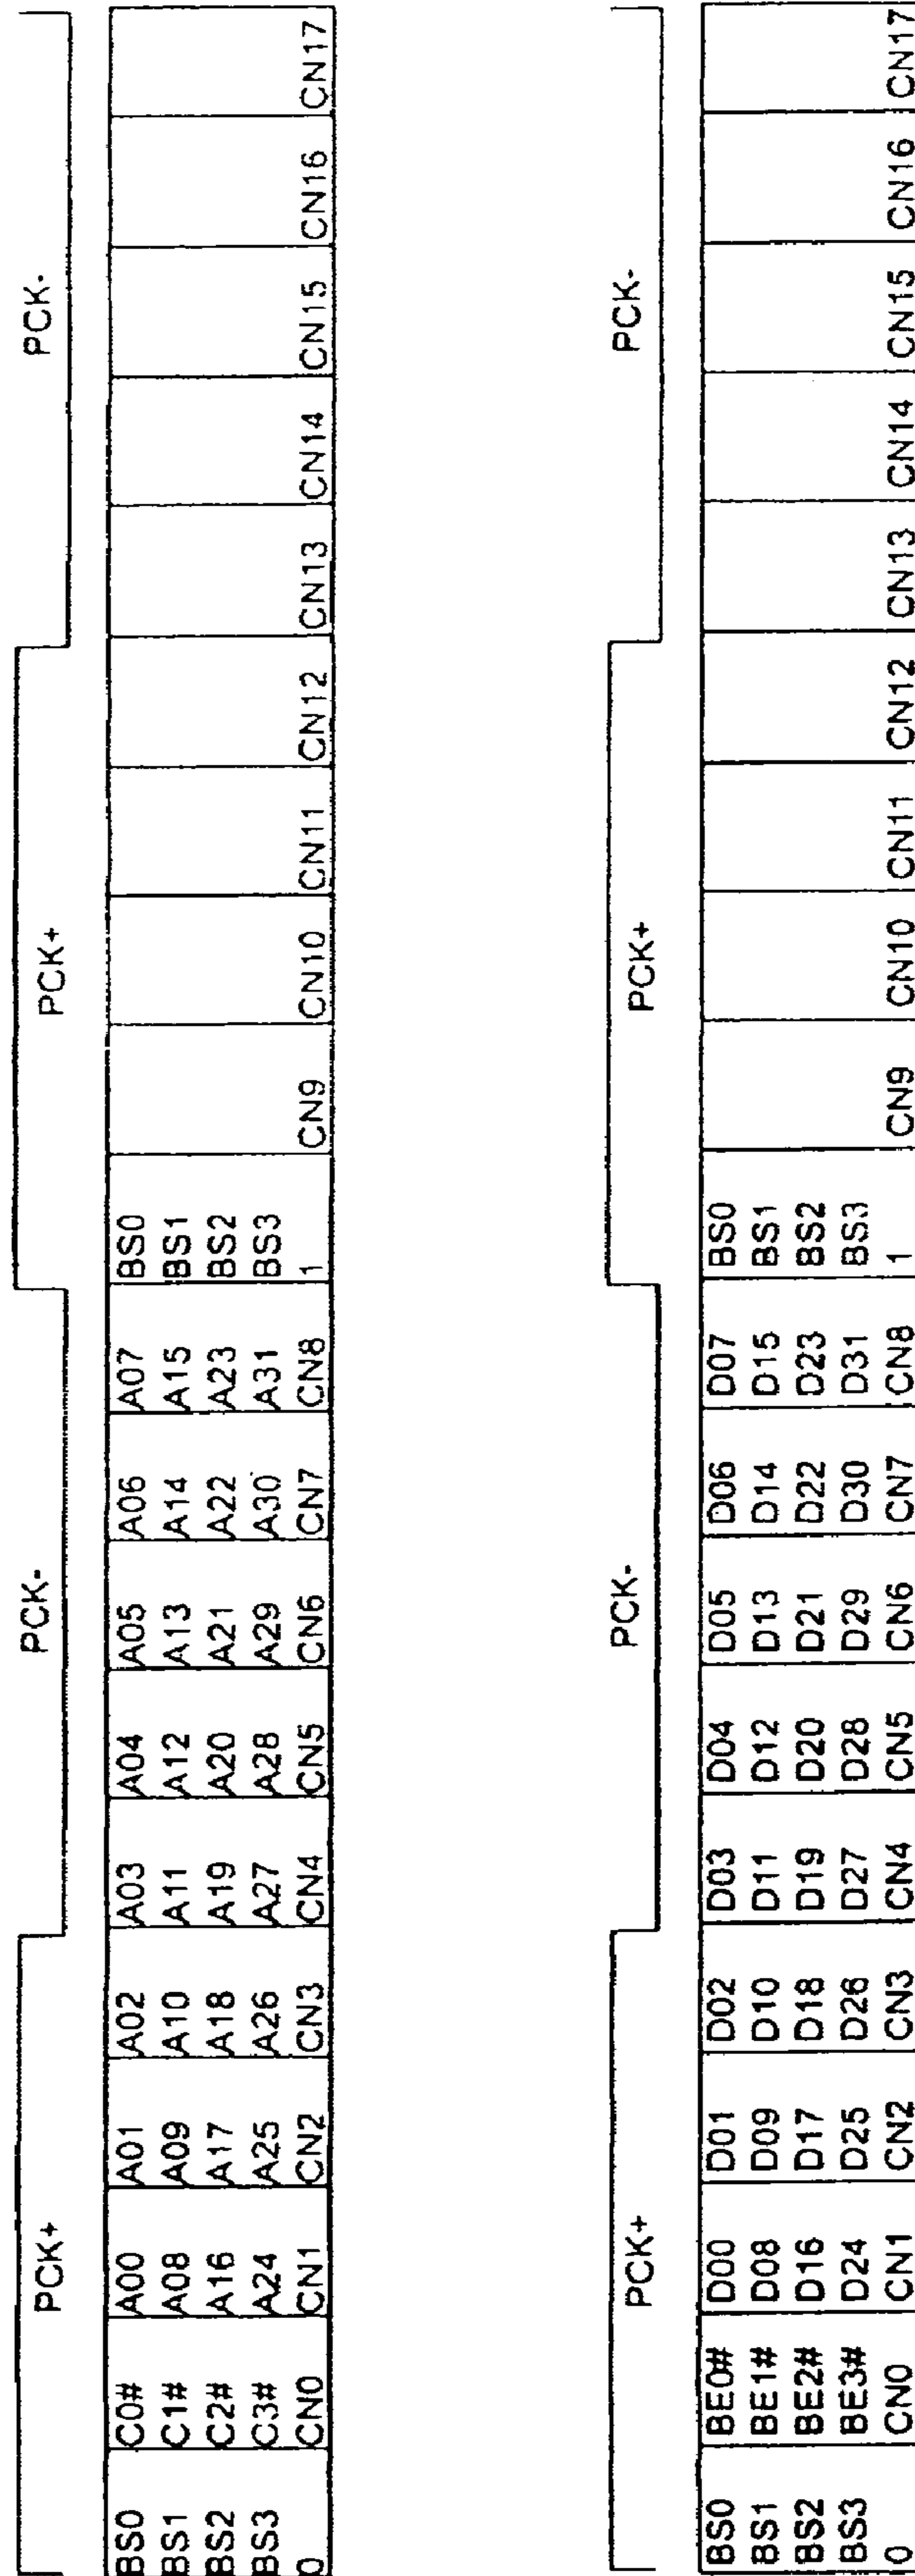 PCK+ PCK- PCK+ PCK-
BS0 C0# A00 A01 A02 A03 A04 A05 A06 A07 BS0
BS1 C1# A08 A09 A10 A11 A12 A13 A14 A15 BS1
BS2 C2# A16 A17 A18 A19 A20 A21 A22 A23 BS2
BS3 C3# A24 A25 A26 A27 A28 A29 A30 A31 BS3
0 CN0 CN1 CN2 CN3 CN4 CN5 CN6 CN7 CN8 1 CN9 CN10 CN11 CN12 CN13 CN14 CN15 CN16 CN17
PCK+ PCK- PCK+ PCK-
BS0 BE0# D00 D01 D02 D03 D04 D05 D06 D07 BS0
BS1 BE1# D08 D09 D10 D11 D12 D13 D14 D15 BS1
BS2 BE2# D16 D17 D18 D19 D20 D21 D22 D23 BS2
BS3 BE3# D24 D25 D26 D27 D28 D29 D30 D31 BS3
0 CN0 CN1 CN2 CN3 CN4 CN5 CN6 CN7 CN8 1 CN9 CN10 CN11 CN12 CN13 CN14 CN15 CN16 CN17